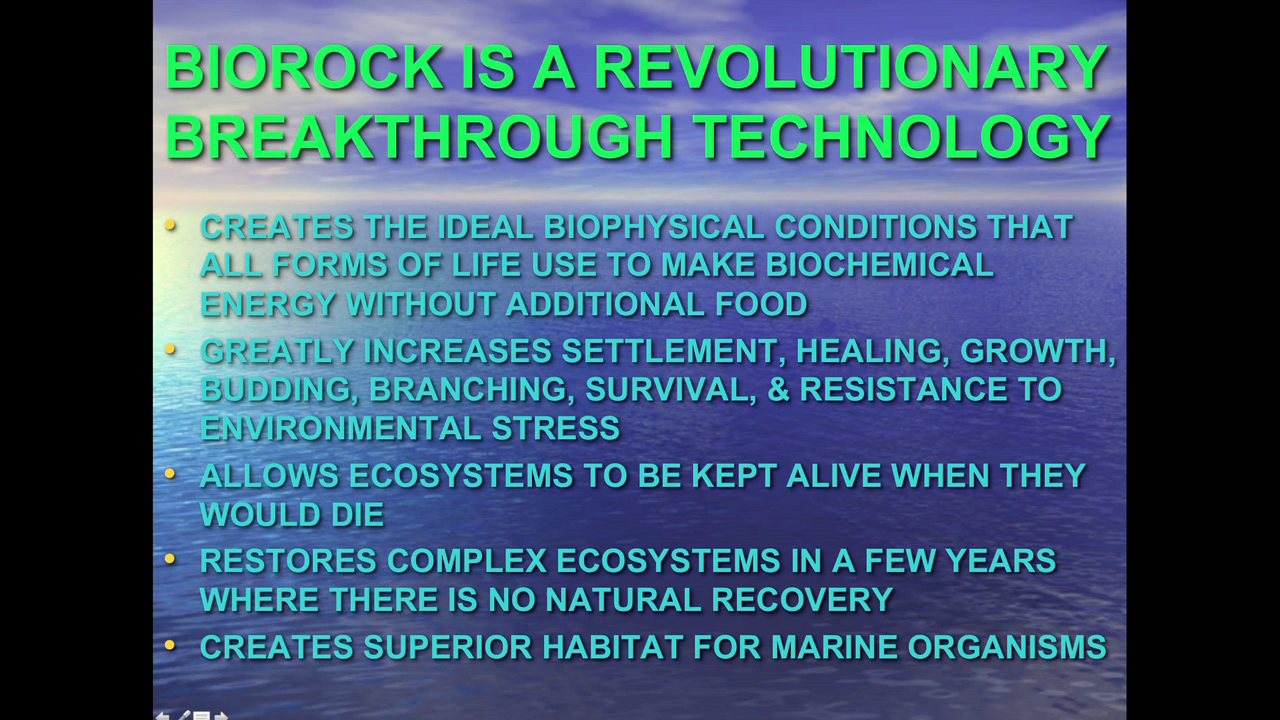 BIOROCK IS A REVOLUTIONARY
BREAKTHROUGH TECHNOLOGY
• CREATES THE IDEAL BIOPHYSICAL CONDITIONS THAT
ALL FORMS OF LIFE USE TO MAKE BIOCHEMICAL
ENERGY WITHOUT ADDITIONAL FOOD
• GREATLY INCREASES SETTLEMENT, HEALING, GROWTH,
BUDDING, BRANCHING, SURVIVAL, & RESISTANCE TO
ENVIRONMENTAL STRESS
• ALLOWS ECOSYSTEMS TO BE KEPT ALIVE WHEN THEY
WOULD DIE
• RESTORES COMPLEX ECOSYSTEMS IN A FEW YEARS
WHERE THERE IS NO NATURAL RECOVERY
• CREATES SUPERIOR HABITAT FOR MARINE ORGANISMS